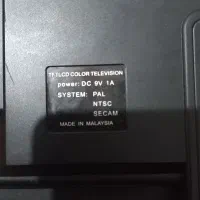 TFT/LCD COLOR TELEVISION
power: DC 9V 1A
SYSTEM: PAL
NTSC
SECAM
MADE IN MALAYSIA